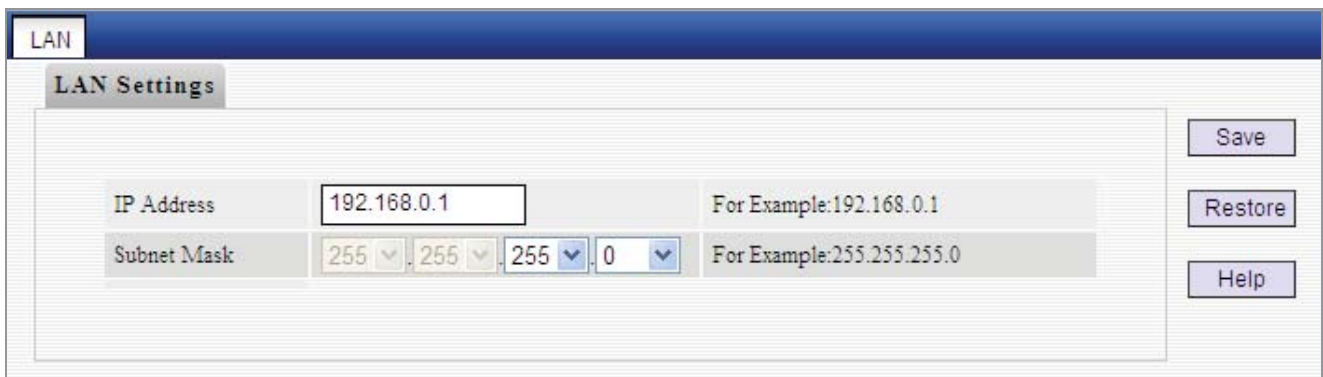 LAN
LAN Settings
Save
IP Address 192.168.0.1 For Example:192.168.0.1
Restore
Subnet Mask 255 . 255 . 255 . 0 For Example:255.255.255.0
Help